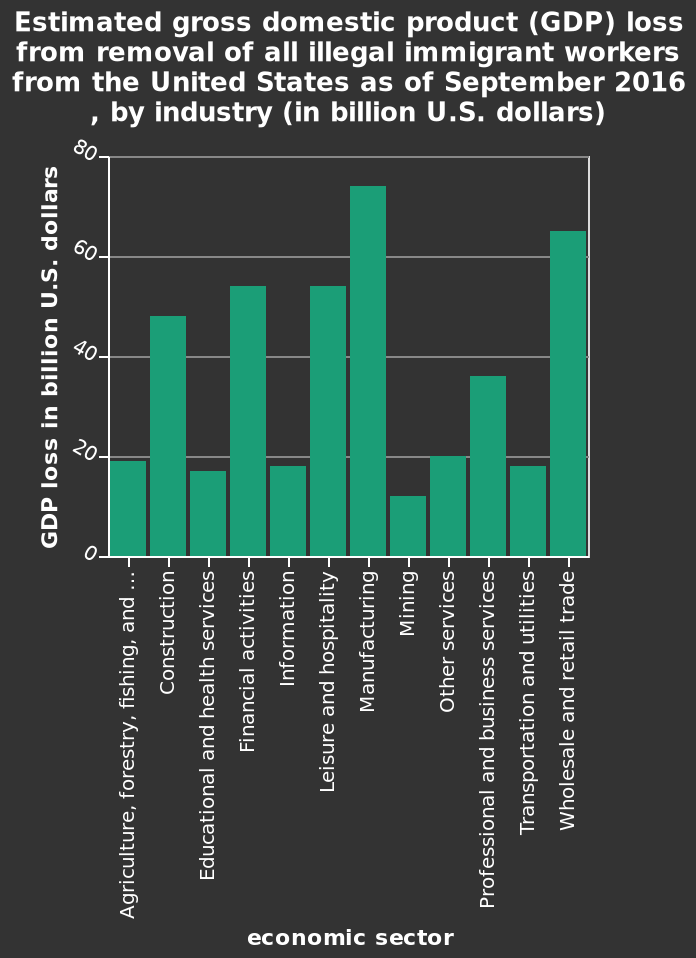 Estimated gross domestic product (GDP) loss
from removal of all illegal immigrant workers
from the United States as of September 2016
, by industry (in billion U.S. dollars)
80
60
40
20
0
GDP loss in billion U.S. dollars
Agriculture, forestry, fishing, and ...
Construction
Educational and health services
Financial activities
Information
Leisure and hospitality
Manufacturing
Mining
Other services
Professional and business services
Transportation and utilities
Wholesale and retail trade
economic sector